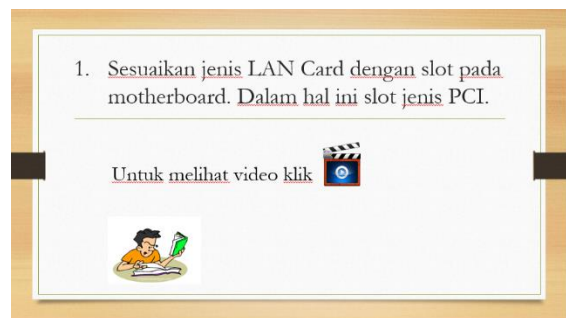 1. Sesuaikan jenis LAN Card dengan slot pada
motherboard. Dalam hal ini slot jenis PCI.
Untuk melihat video klik